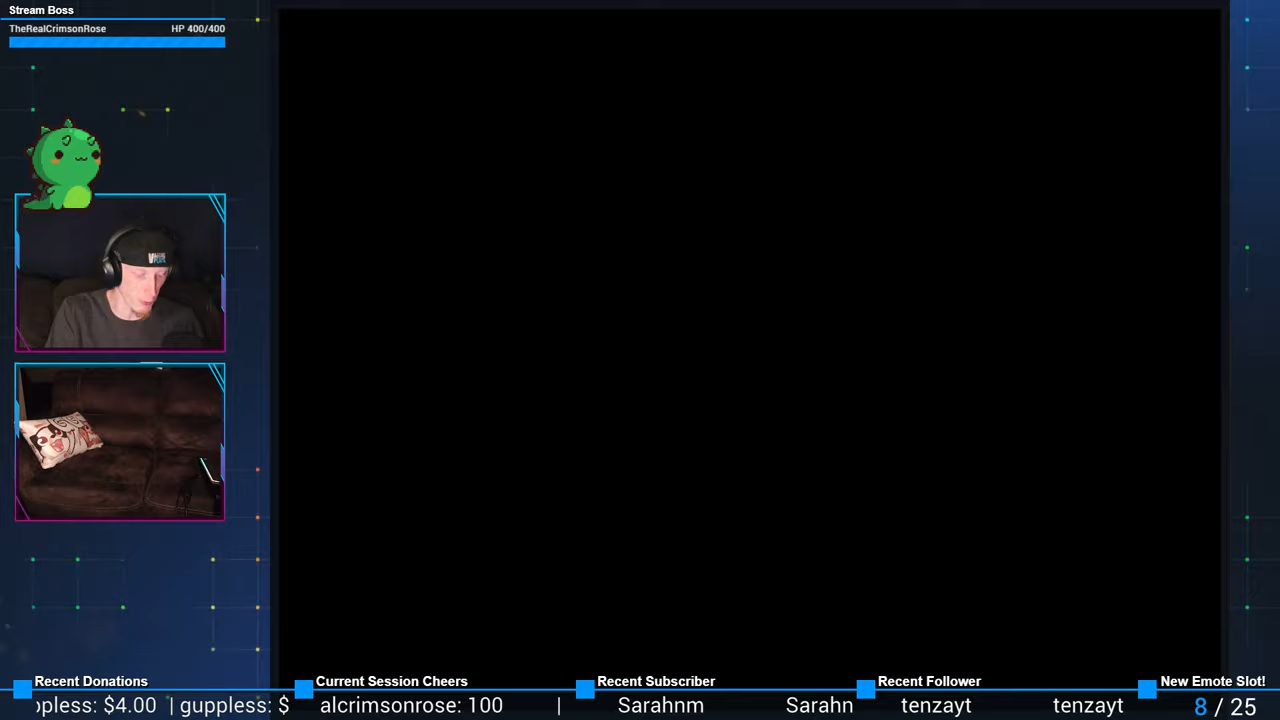 Stream Boss
TheRealCrimsonRose HP 400/400
Recent Donations
ppless: $4.00 | guppless: $
Current Session Cheers
alcrimsonrose: 100 |
Recent Subscriber
Sarahnm Sarahn
Recent Follower
tenzayt tenzayt
New Emote Slot!
8 / 25